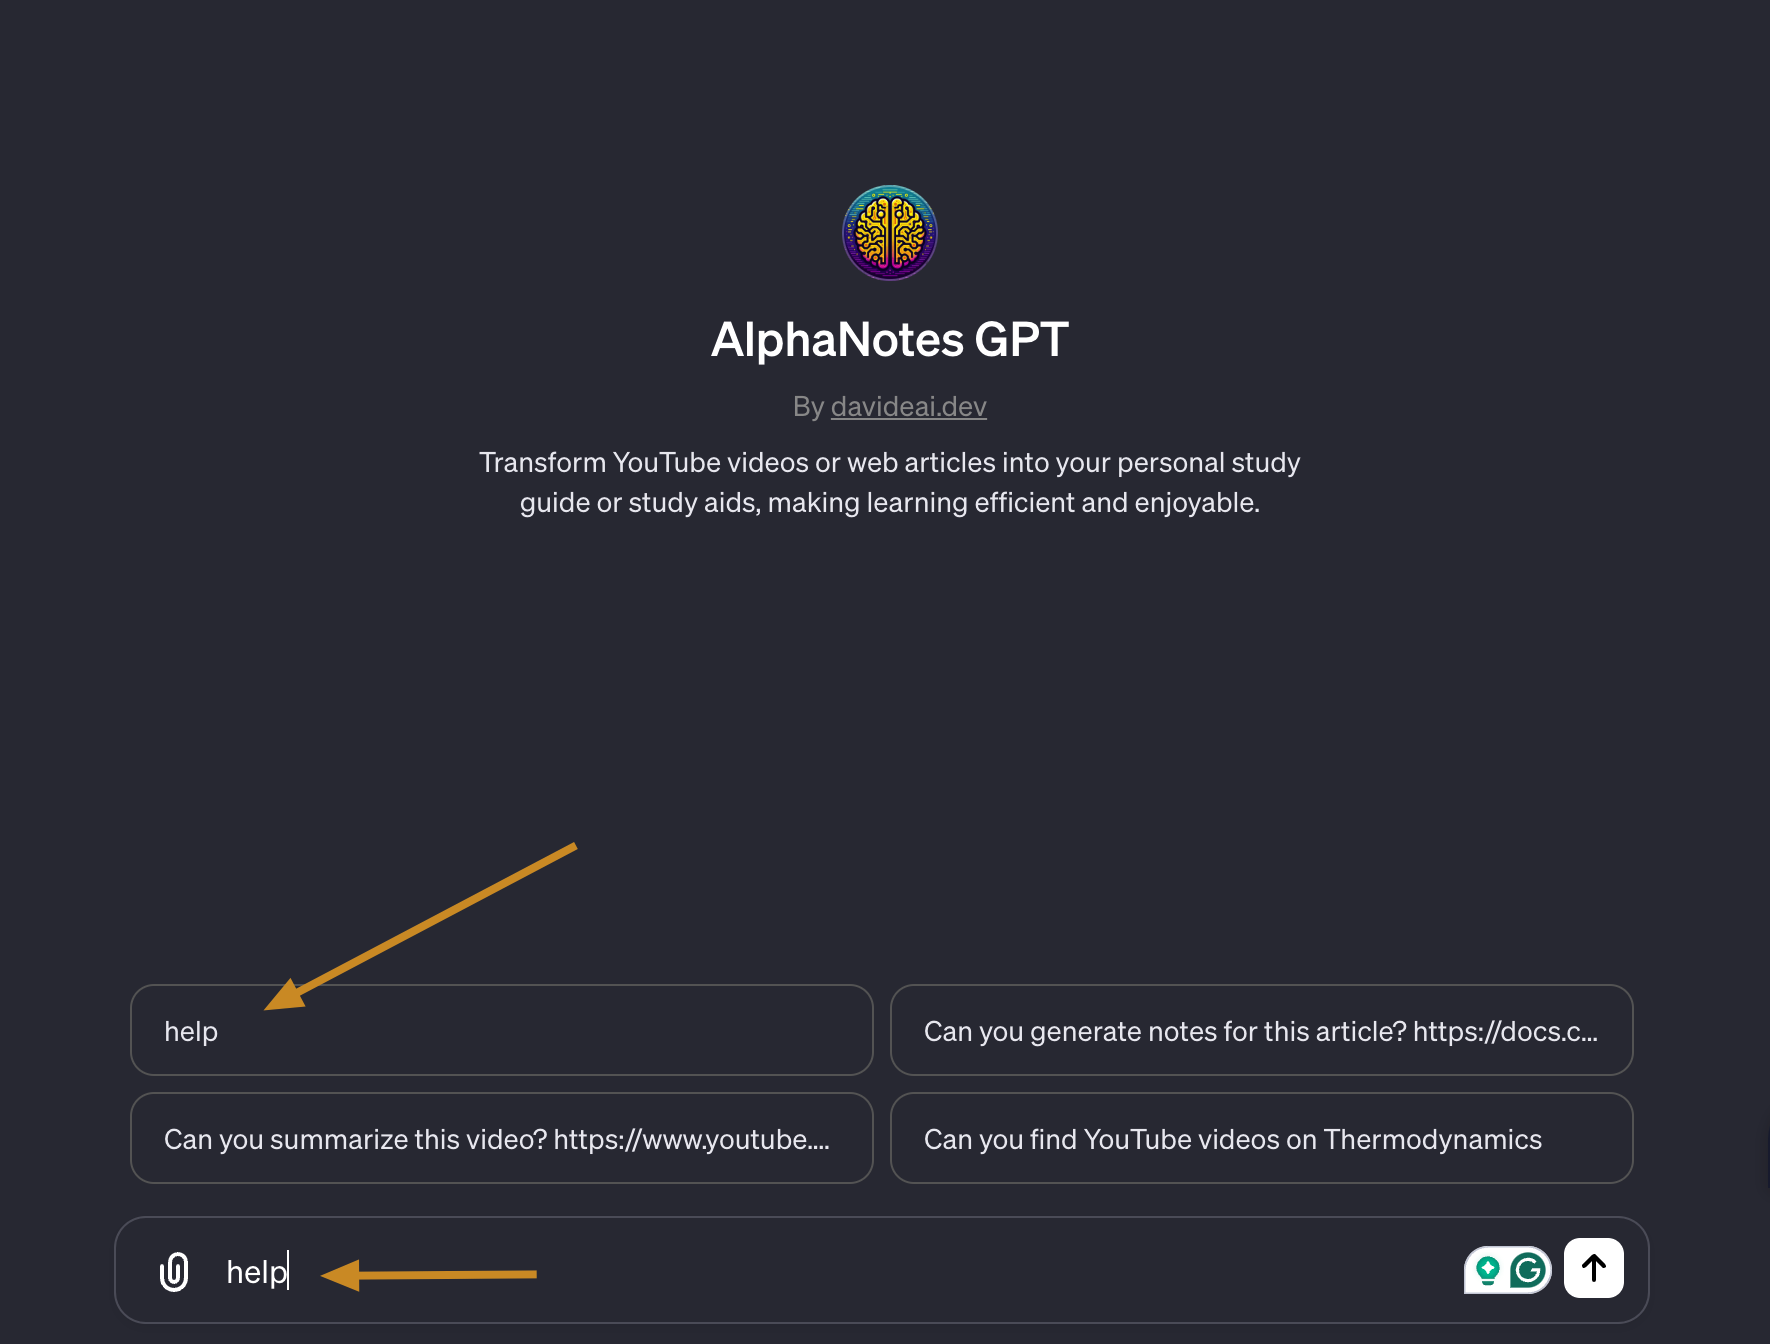 AlphaNotes GPT
By davideai.dev
Transform YouTube videos or web articles into your personal study
guide or study aids, making learning efficient and enjoyable.
help
Can you generate notes for this article? https://docs.c...
Can you summarize this video? https://www.youtube....
Can you find YouTube videos on Thermodynamics
help